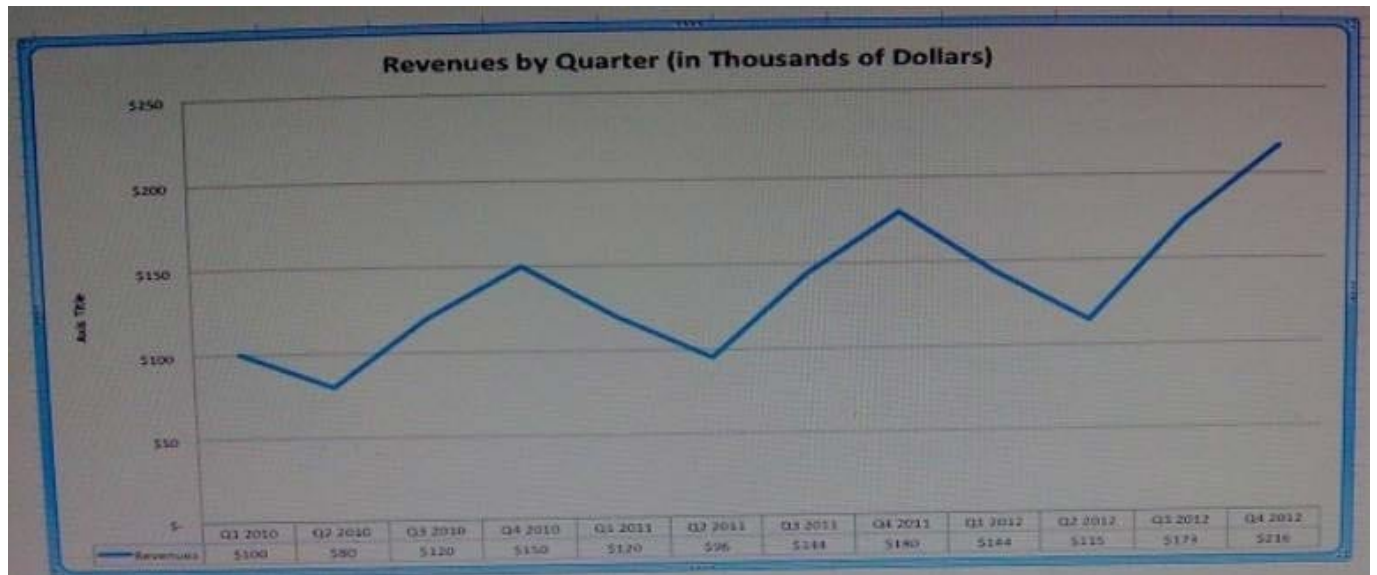 Revenues by Quarter (in Thousands of Dollars)
$250
$200
$150
$100
$50
$-
Axis Title
Q1 2010 Q2 2010 Q3 2010 Q4 2010 Q1 2011 Q2 2011 Q3 2011 Q4 2011 Q1 2012 Q2 2012 Q3 2012 Q4 2012
Revenues $100 $80 $120 $150 $120 $96 $144 $180 $144 $115 $173 $216